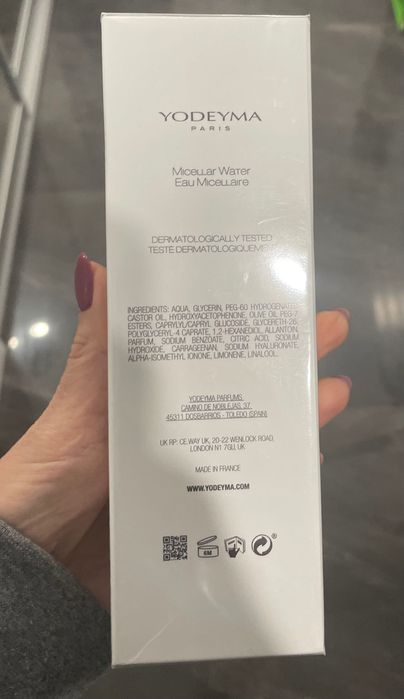 YODEYMA
PARIS
Micellar Water
Eau Micellaire
DERMATOLOGICALLY TESTED
TESTÉ DERMATOLOGIQUEMENT
INGREDIENTS: AQUA, GLYCERIN, PEG-60 HYDROGENATED
CASTOR OIL, HYDROXYACETOPHENONE, OLIVE OIL PEG-7
ESTERS, CAPRYLYL/CAPRYL GLUCOSIDE, GLYCERETH-26,
POLYGLYCERYL-4 CAPRATE, 1,2-HEXANEDIOL, ALLANTOIN,
PARFUM, SODIUM BENZOATE, CITRIC ACID, SODIUM
HYDROXIDE, CARRAGEENAN, SODIUM HYALURONATE,
ALPHA-ISOMETHYL IONONE, LIMONENE, LINALOOL.
YODEYMA PARFUMS.
CAMINO DE NOBLEJAS, 37.
45311 DOSBARRIOS - TOLEDO (SPAIN)
UK RP: CE.WAY UK, 20-22 WENLOCK ROAD,
LONDON N1 7GU, UK
MADE IN FRANCE
WWW.YODEYMA.COM
6M